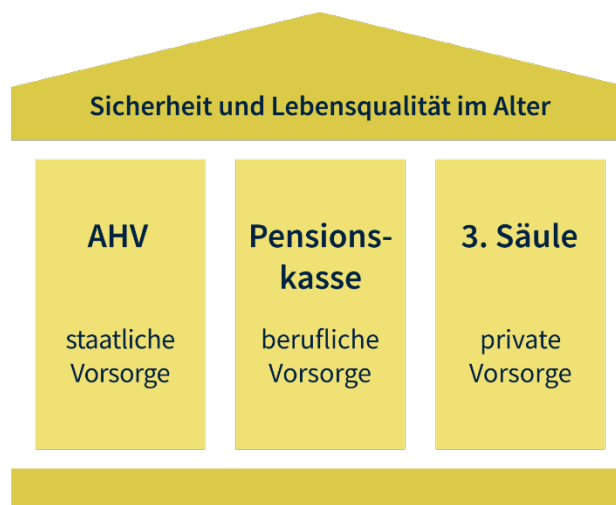 Sicherheit und Lebensqualität im Alter
AHV
staatliche
Vorsorge
Pensions-
kasse
berufliche
Vorsorge
3. Säule
private
Vorsorge